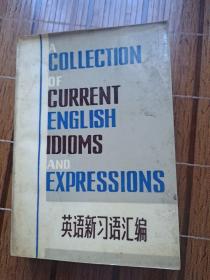 A
COLLECTION
OF
CURRENT
ENGLISH
IDIOMS
AND
EXPRESSIONS
英语新习语汇编